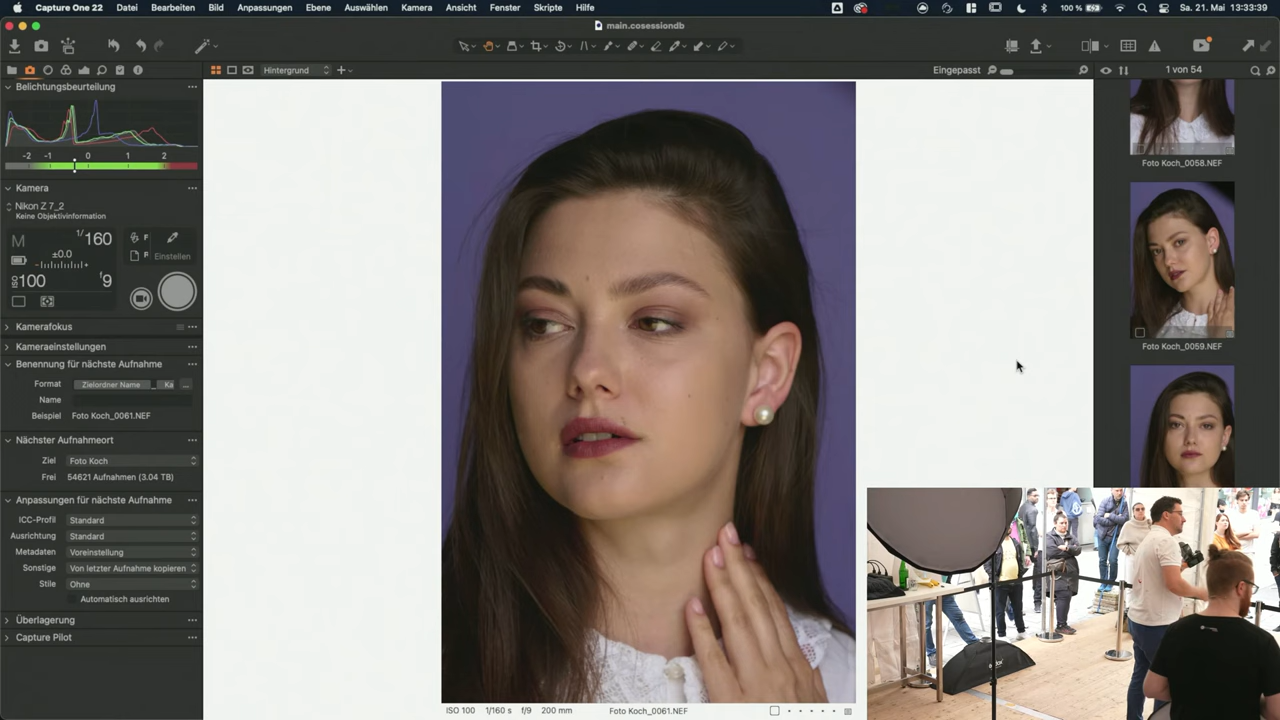 Capture One 22 Datei Bearbeiten Bild Anpassungen Ebene Auswählen Kamera Ansicht Fenster Skripte Hilfe 100 % Sa. 21. Mai 13:33:39
main.cosessiondb
Hintergrund Eingepasst 1 von 54
Belichtungsbeurteilung
-2 -1 0 1 2
Kamera
Nikon Z 7_2
Keine Objektivinformation
M 1/160
±0.0
ISO 100 f9
F
F Einstellen
Kamerafokus
Kameraeinstellungen
Benennung für nächste Aufnahme
Format Zielordner Name _ Ka ...
Name
Beispiel Foto Koch_0061.NEF
Nächster Aufnahmeort
Ziel Foto Koch
Frei 54621 Aufnahmen (3.04 TB)
Anpassungen für nächste Aufnahme
ICC-Profil Standard
Ausrichtung Standard
Metadaten Voreinstellung
Sonstige Von letzter Aufnahme kopieren
Stile Ohne
Automatisch ausrichten
Überlagerung
Capture Pilot
ISO 100 1/160 s f/9 200 mm Foto Koch_0061.NEF
Foto Koch_0058.NEF
Foto Koch_0059.NEF
Godox